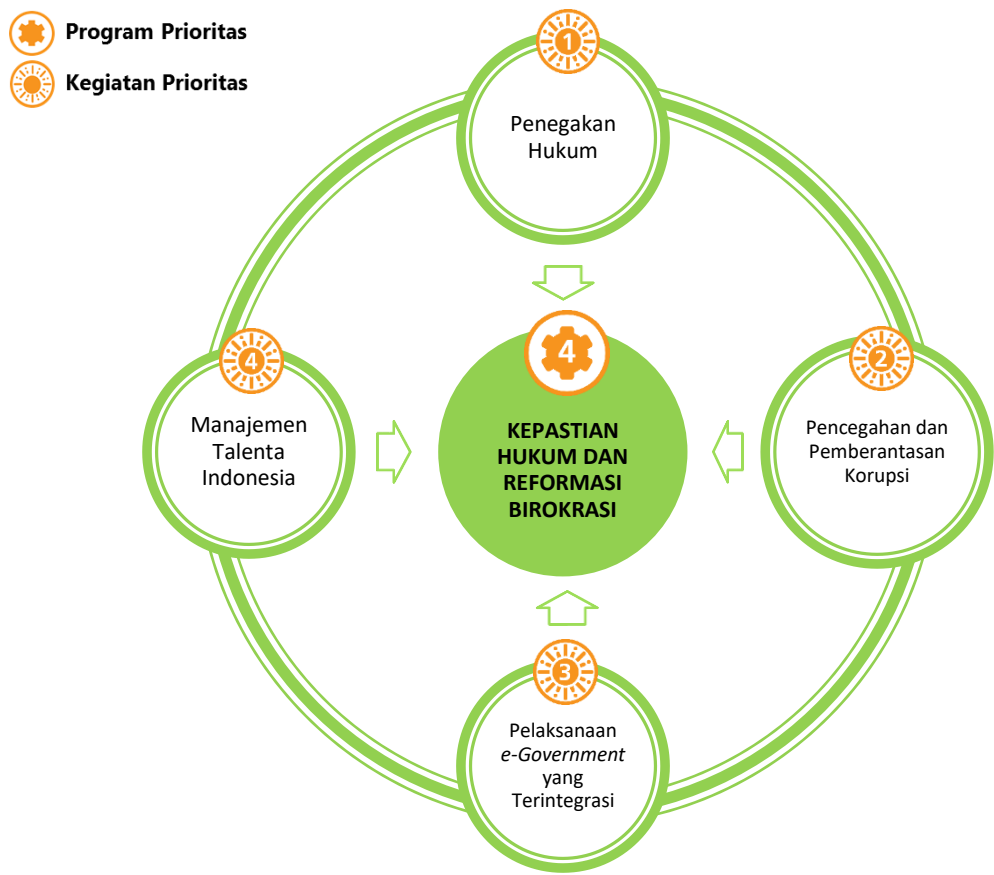 Program Prioritas
Kegiatan Prioritas
1
Penegakan
Hukum
4
KEPASTIAN
HUKUM DAN
REFORMASI
BIROKRASI
2
Pencegahan dan
Pemberantasan
Korupsi
3
Pelaksanaan
e-Government
yang
Terintegrasi
4
Manajemen
Talenta
Indonesia